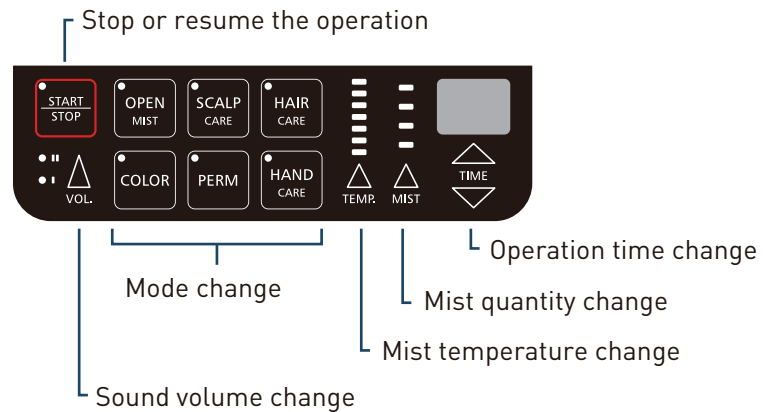 Stop or resume the operation
START
STOP
OPEN
MIST
SCALP
CARE
HAIR
CARE
II
I
VOL.
COLOR
PERM
HAND
CARE
TEMP.
MIST
TIME
Operation time change
Mode change
Mist quantity change
Mist temperature change
Sound volume change